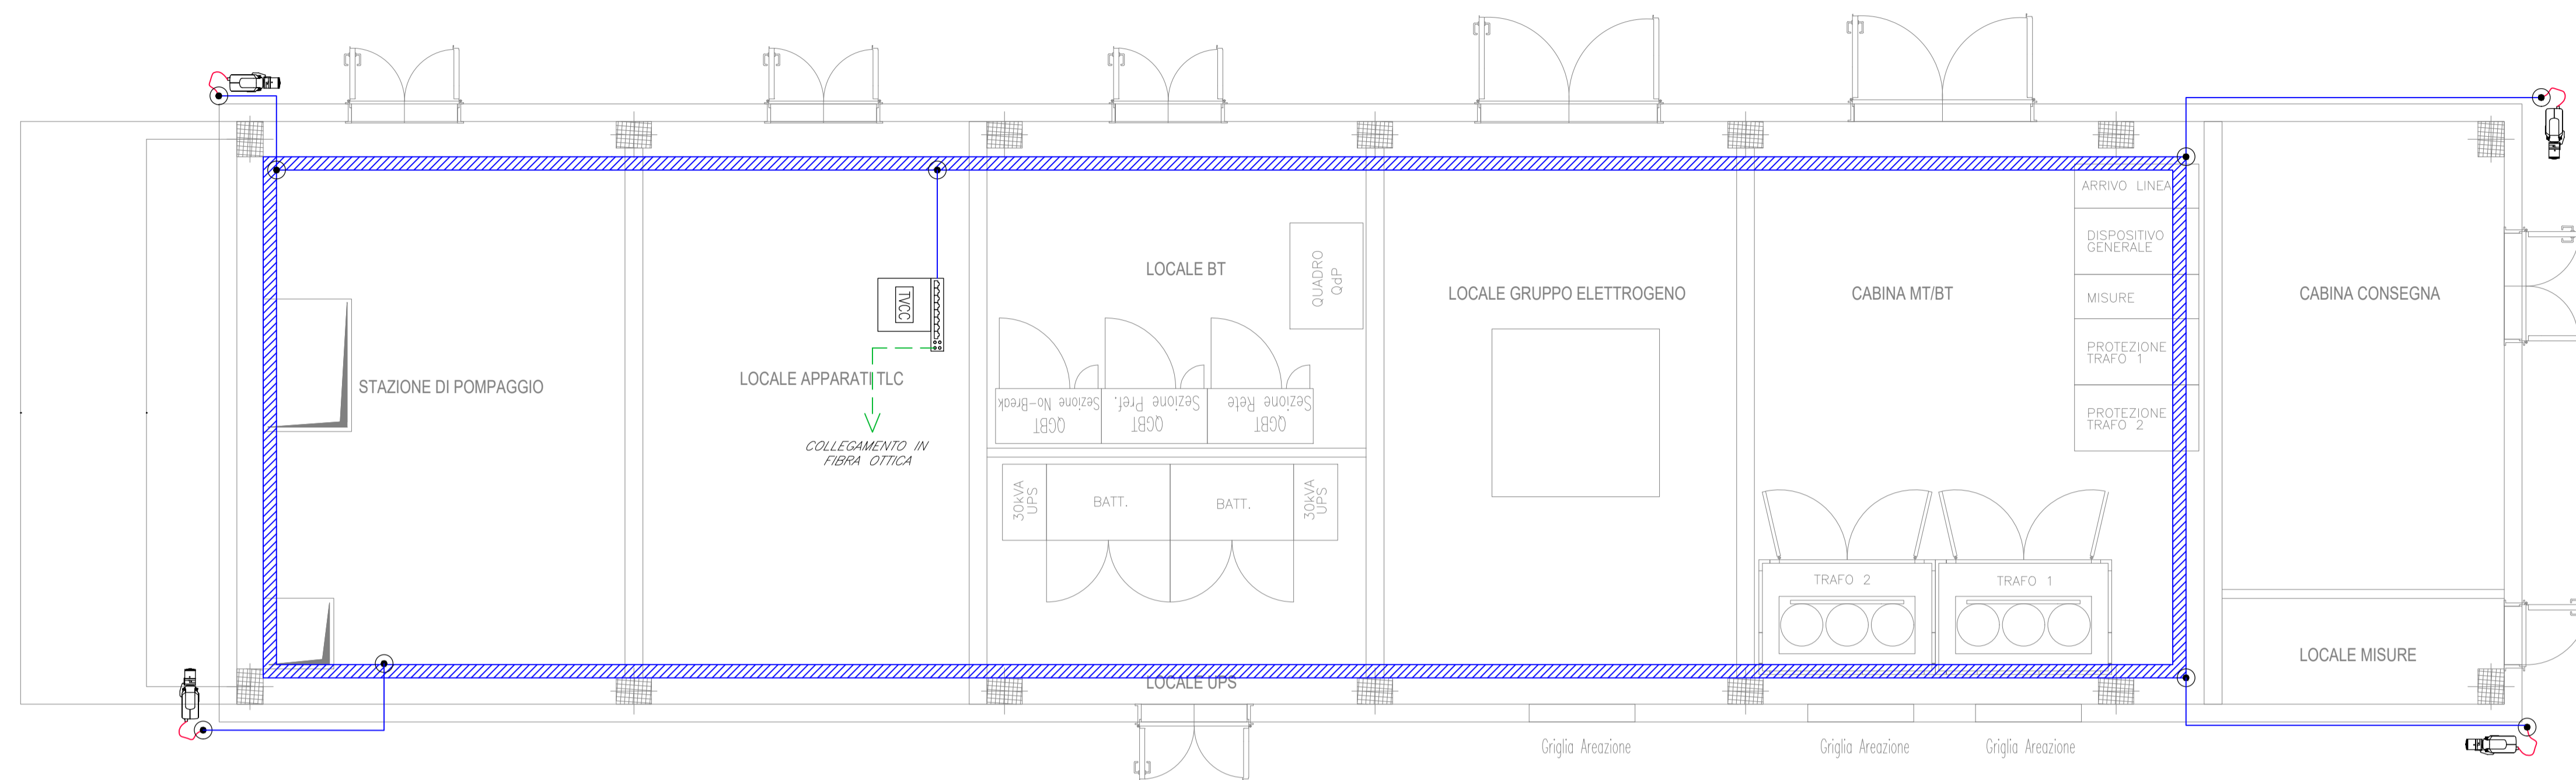 ARRIVO LINEA
DISPOSITIVO
GENERALE
MISURE
PROTEZIONE
TRAFO 1
PROTEZIONE
TRAFO 2
LOCALE BT
QUADRO
QdP
LOCALE GRUPPO ELETTROGENO
CABINA MT/BT
CABINA CONSEGNA
TVCC
STAZIONE DI POMPAGGIO
LOCALE APPARATI TLC
COLLEGAMENTO IN
FIBRA OTTICA
QGBT
Sezione No-Break
QGBT
Sezione Pref.
QGBT
Sezione Rete
30kVA
UPS
BATT.
BATT.
30kVA
UPS
TRAFO 2
TRAFO 1
LOCALE UPS
LOCALE MISURE
Griglia Areazione
Griglia Areazione
Griglia Areazione